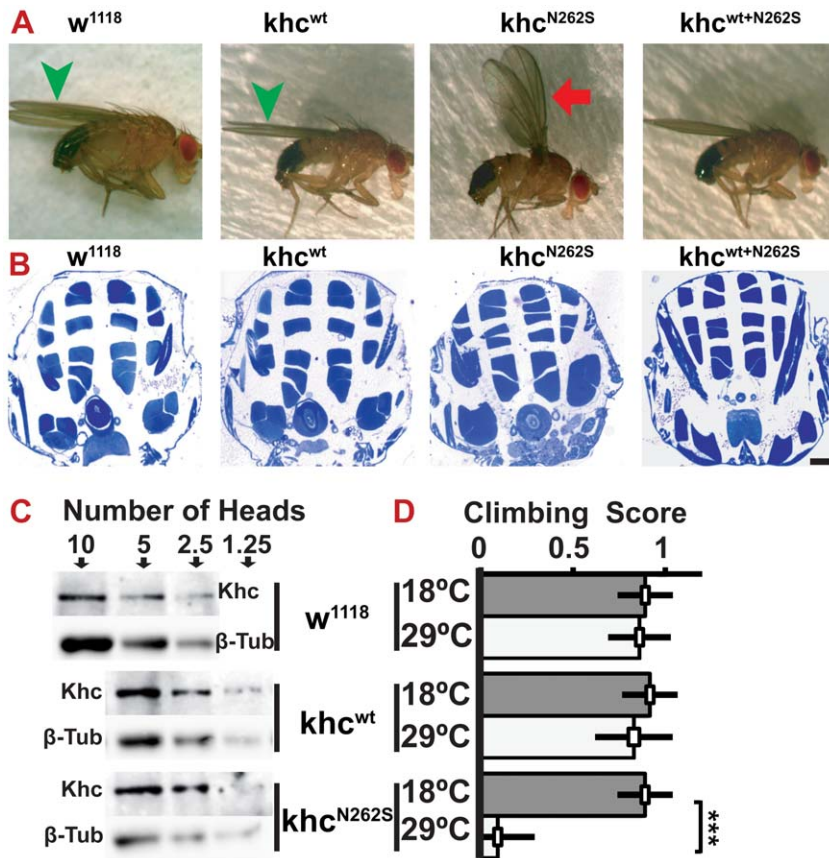 A
w¹¹¹⁸ khcʷᵗ khcᴺ²⁶²ˢ khcʷᵗ⁺ᴺ²⁶²ˢ
B
w¹¹¹⁸ khcʷᵗ khcᴺ²⁶²ˢ khcʷᵗ⁺ᴺ²⁶²ˢ
C Number of Heads
10 5 2.5 1.25
Khc
β-Tub
w¹¹¹⁸
Khc
β-Tub
khcʷᵗ
Khc
β-Tub
khcᴺ²⁶²ˢ
D Climbing Score
0 0.5 1
18ºC
29ºC
18ºC
29ºC
18ºC
29ºC
***